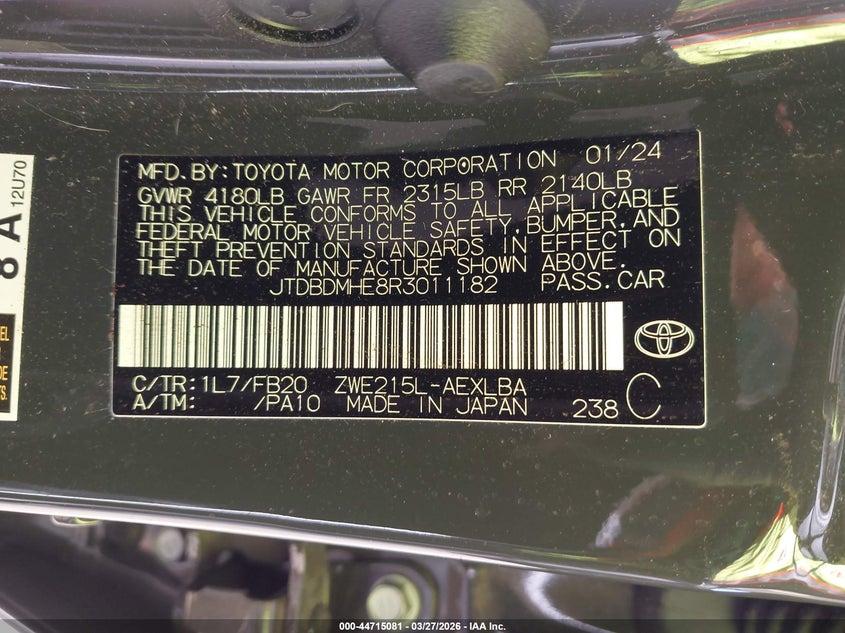 MFD.BY:TOYOTA MOTOR CORPORATION 01/24
GVWR 4180LB GAWR FR 2315LB RR 2140LB
THIS VEHICLE CONFORMS TO ALL APPLICABLE
FEDERAL MOTOR VEHICLE SAFETY,BUMPER,AND
THEFT PREVENTION STANDARDS IN EFFECT ON
THE DATE OF MANUFACTURE SHOWN ABOVE.
JTDBDMHE8R3011182 PASS.CAR
C/TR:1L7/FB20 ZWE215L-AEXLBA
A/TM: /PA10 MADE IN JAPAN 238 C
8 A
12U70
000-44715081 - 03/27/2026 - IAA Inc.